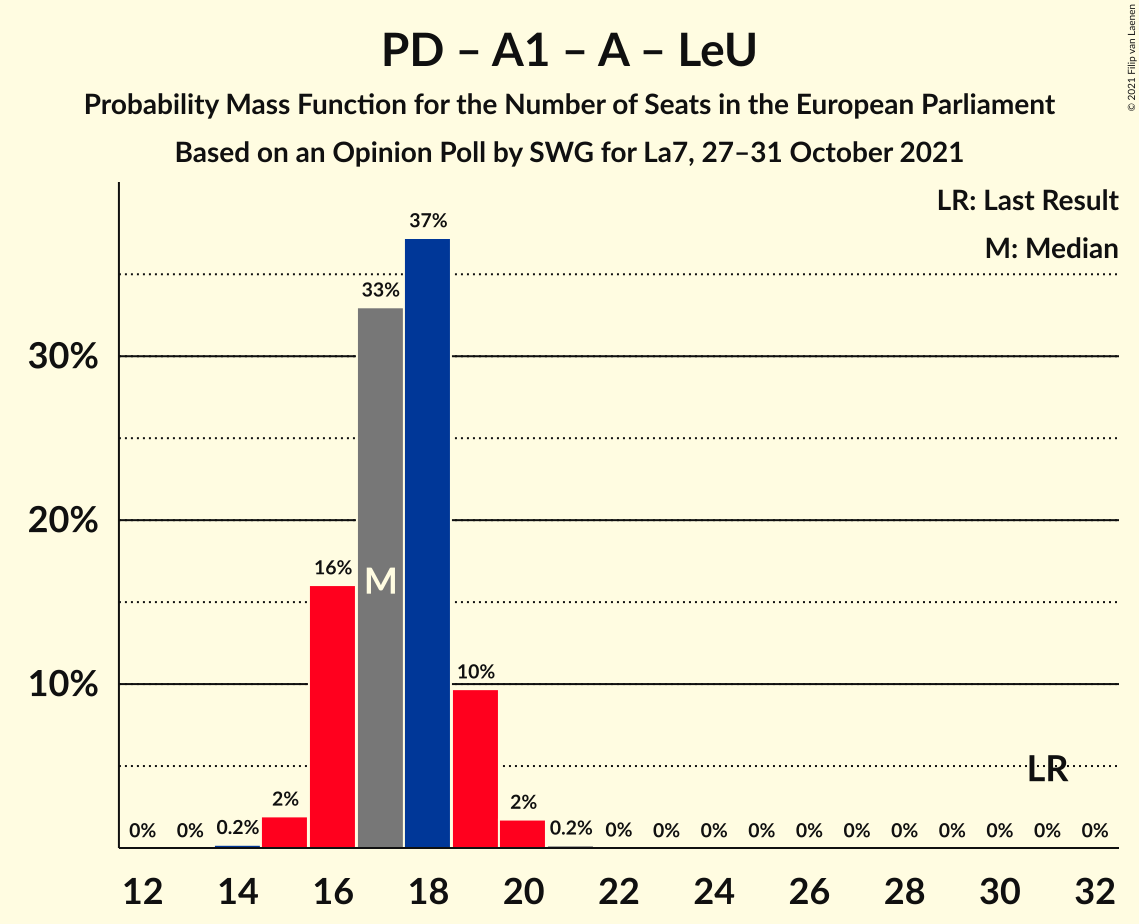 © 2021 Filip van Laenen
PD – A1 – A – LeU
Probability Mass Function for the Number of Seats in the European Parliament
Based on an Opinion Poll by SWG for La7, 27–31 October 2021
LR: Last Result
M: Median
30%
20%
10%
0% 0% 0.2% 2% 16% 33% 37% 10% 2% 0.2% 0% 0% 0% 0% 0% 0% 0% 0% 0% 0% 0%
M
LR
12 14 16 18 20 22 24 26 28 30 32